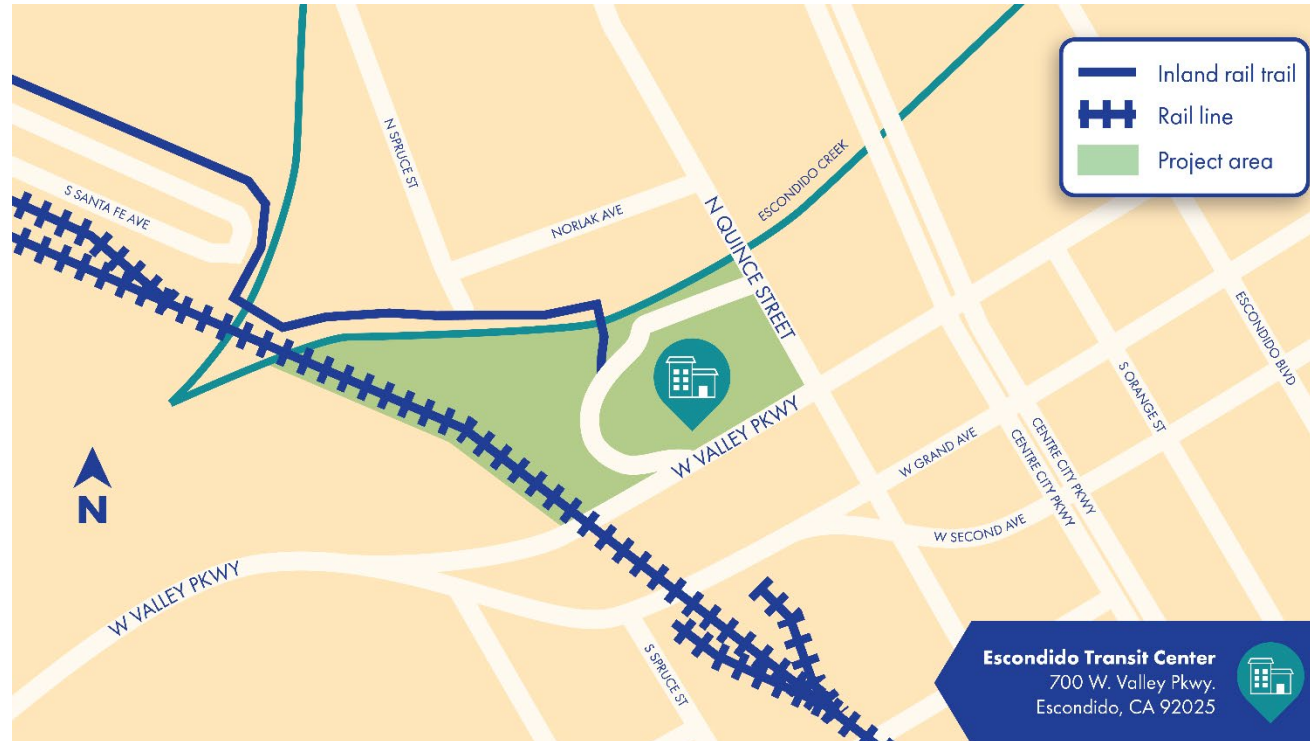 Inland rail trail
Rail line
Project area
N SPRUCE ST
S SANTA FE AVE
NORLAK AVE
ESCONDIDO CREEK
N QUINCE STREET
ESCONDIDO BLVD
S ORANGE ST
W VALLEY PKWY
W GRAND AVE
CENTRE CITY PKWY
CENTRE CITY PKWY
W SECOND AVE
N
W VALLEY PKWY
S SPRUCE ST
Escondido Transit Center
700 W. Valley Pkwy.
Escondido, CA 92025